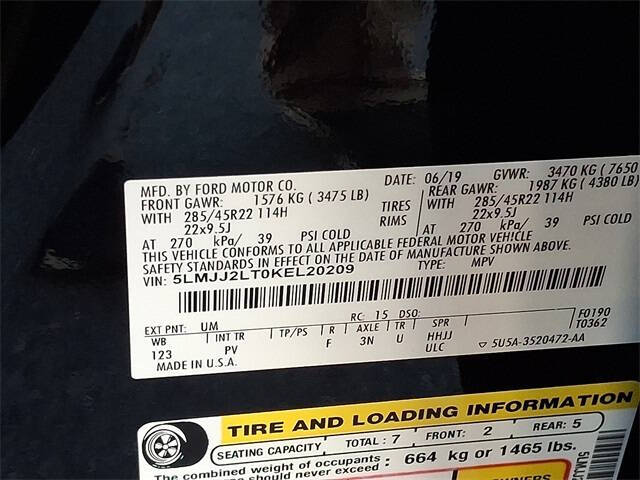 MFD. BY FORD MOTOR CO. DATE: 06/19 GVWR: 3470 KG ( 7650
FRONT GAWR: 1576 KG ( 3475 LB) REAR GAWR: 1987 KG ( 4380 LB)
WITH 285/45R22 114H TIRES WITH 285/45R22 114H
22x9.5J RIMS 22x9.5J
AT 270 kPa/ 39 PSI COLD AT 270 kPa/ 39 PSI COLD
THIS VEHICLE CONFORMS TO ALL APPLICABLE FEDERAL MOTOR VEHICLE
SAFETY STANDARDS IN EFFECT ON THE DATE OF MANUFACTURE SHOWN ABOVE.
VIN: 5LMJJ2LT0KEL20209 TYPE: MPV
F0190
T0362
EXT PNT: UM RC: 15 DSO:
WB INT TR TP/PS R AXLE TR SPR
123 PV F 3N U HHJJ
ULC ▽ 5U5A-3520472-AA
MADE IN U.S.A.
TIRE AND LOADING INFORMATION
SEATING CAPACITY TOTAL : 7 FRONT: 2 REAR: 5
The combined weight of occupants
should never exceed : 664 kg or 1465 lbs.
OWNERS
5LMJJ2